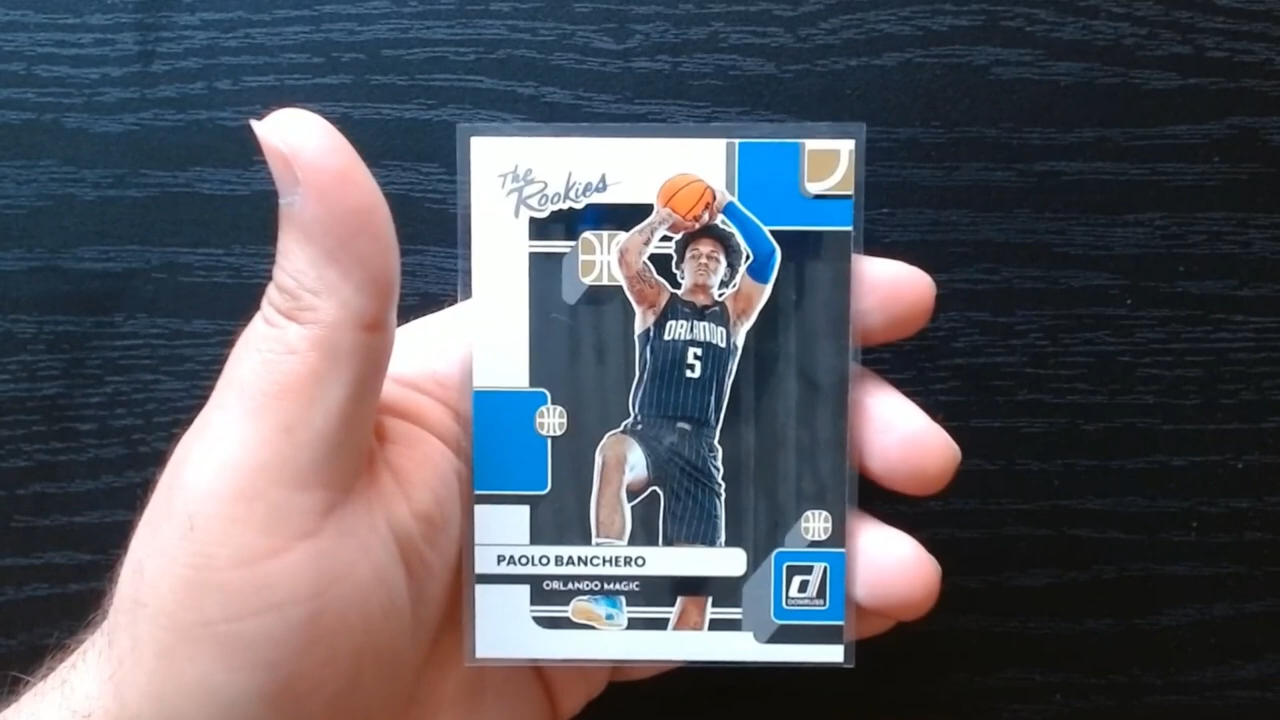 The
Rookies
ORLANDO
5
PAOLO BANCHERO
ORLANDO MAGIC
DONRUSS